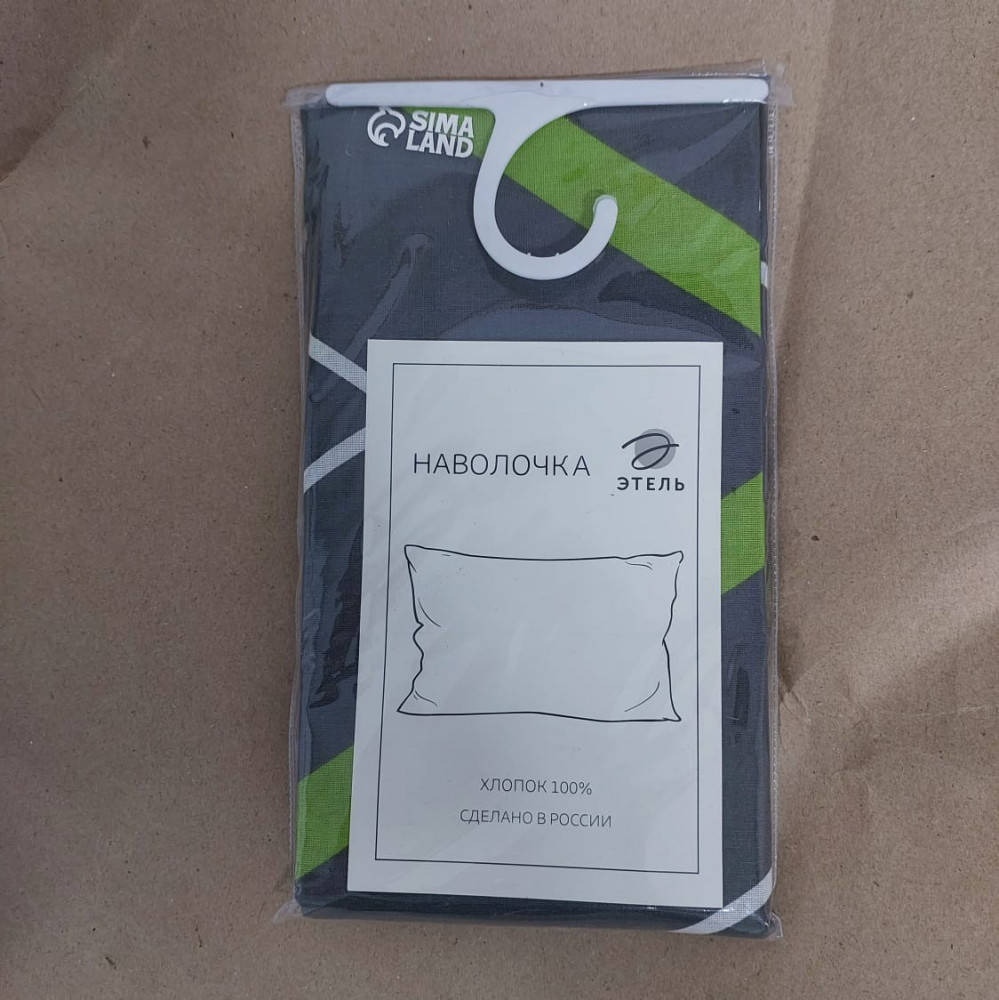 SIMA
LAND
НАВОЛОЧКА
ЭТЕЛЬ
ХЛОПОК 100%
СДЕЛАНО В РОССИИ